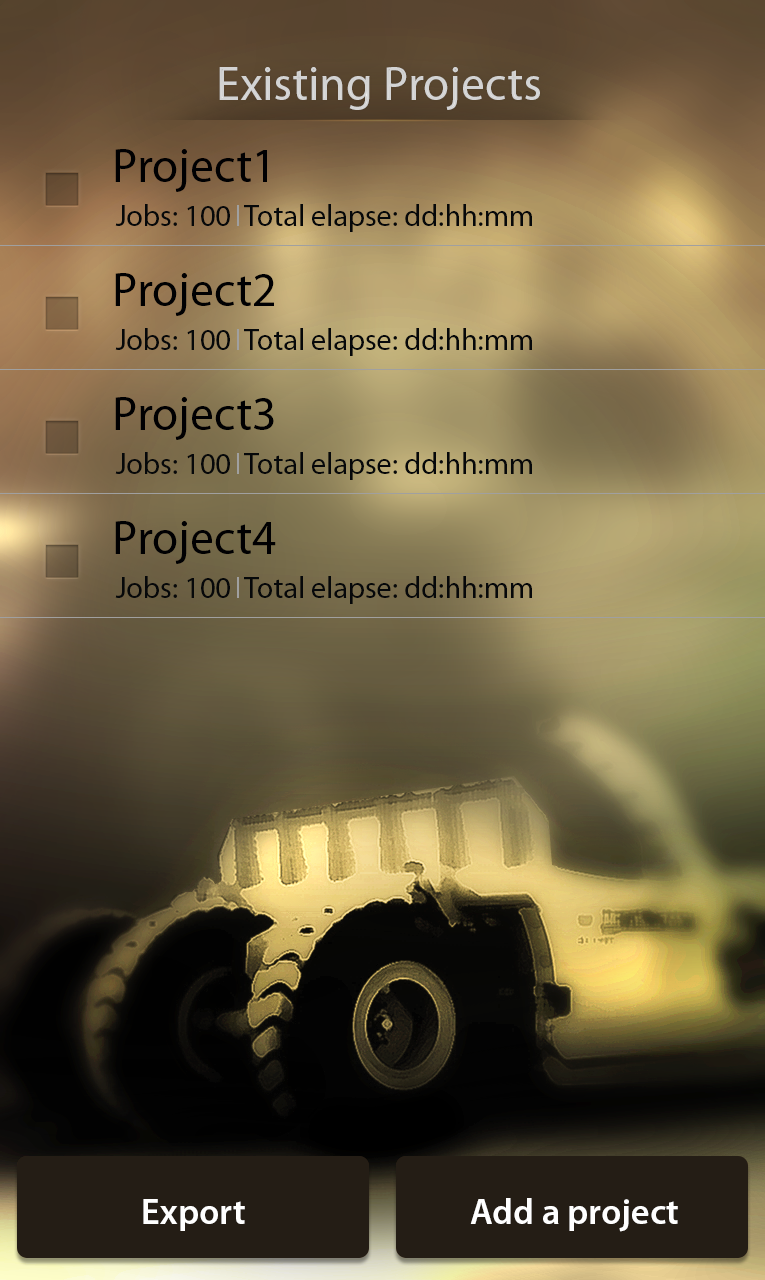 Existing Projects
Project1
Jobs: 100 | Total elapse: dd:hh:mm
Project2
Jobs: 100 | Total elapse: dd:hh:mm
Project3
Jobs: 100 | Total elapse: dd:hh:mm
Project4
Jobs: 100 | Total elapse: dd:hh:mm
Export
Add a project